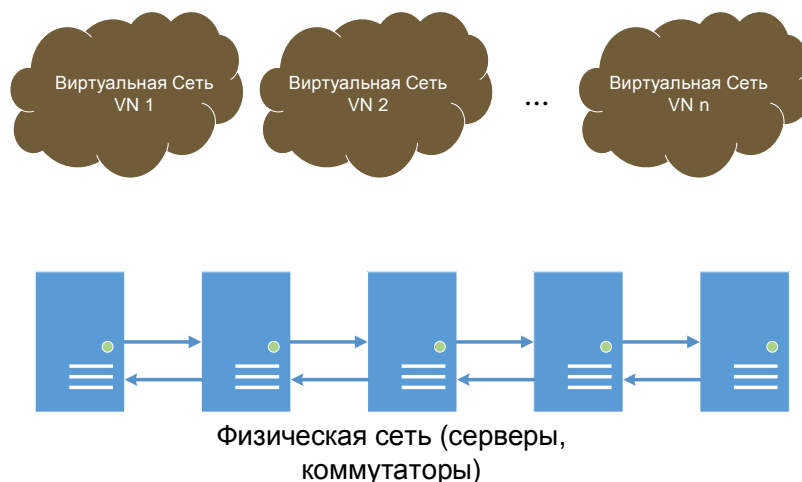 Виртуальная Сеть
VN 1
Виртуальная Сеть
VN 2
...
Виртуальная Сеть
VN n
Физическая сеть (серверы,
коммутаторы)